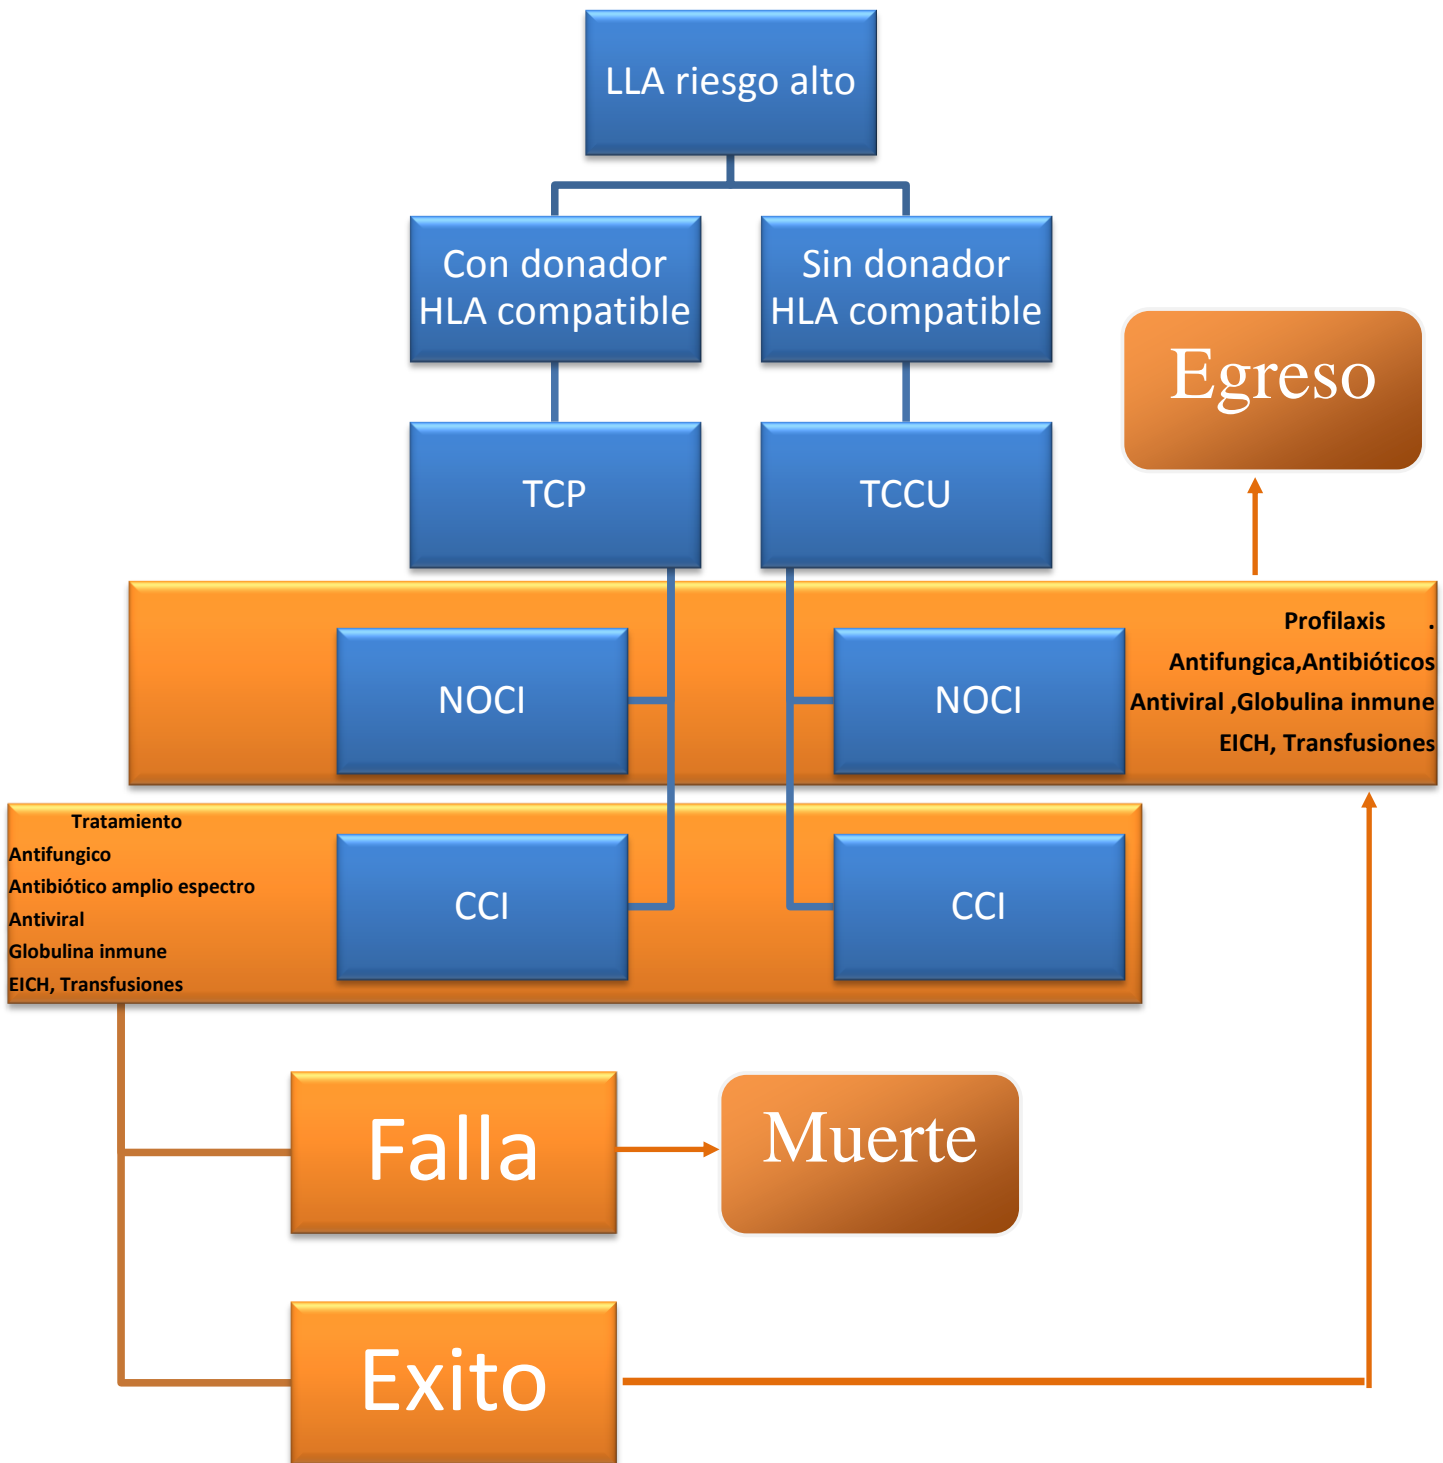 LLA riesgo alto
Con donador
HLA compatible
Sin donador
HLA compatible
Egreso
TCP
TCCU
Profilaxis .
Antifungica,Antibióticos
Antiviral ,Globulina inmune
EICH, Transfusiones
NOCI
NOCI
Tratamiento
Antifungico
Antibiótico amplio espectro
Antiviral
Globulina inmune
EICH, Transfusiones
CCI
CCI
Falla
Muerte
Exito